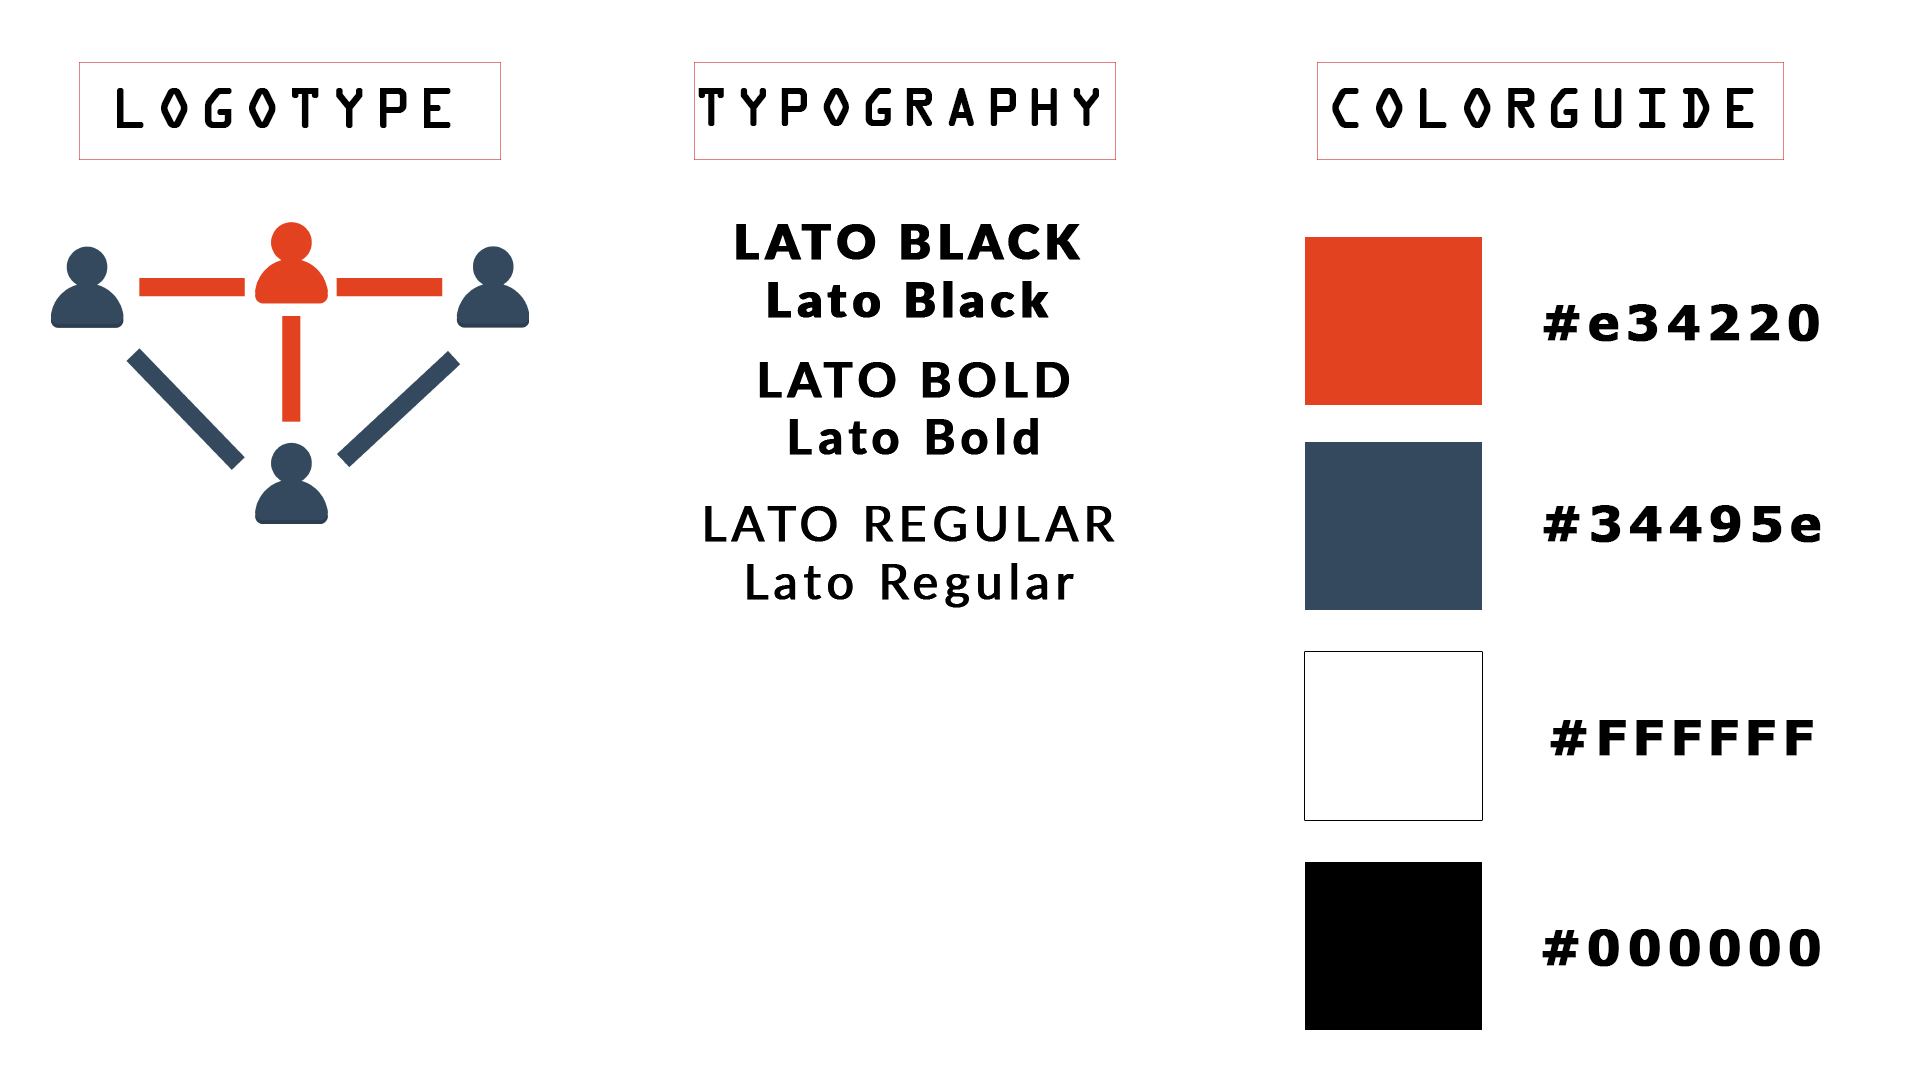 LOGOTYPE
TYPOGRAPHY
COLORGUIDE
LATO BLACK
Lato Black
LATO BOLD
Lato Bold
LATO REGULAR
Lato Regular
#e34220
#34495e
#FFFFFF
#000000